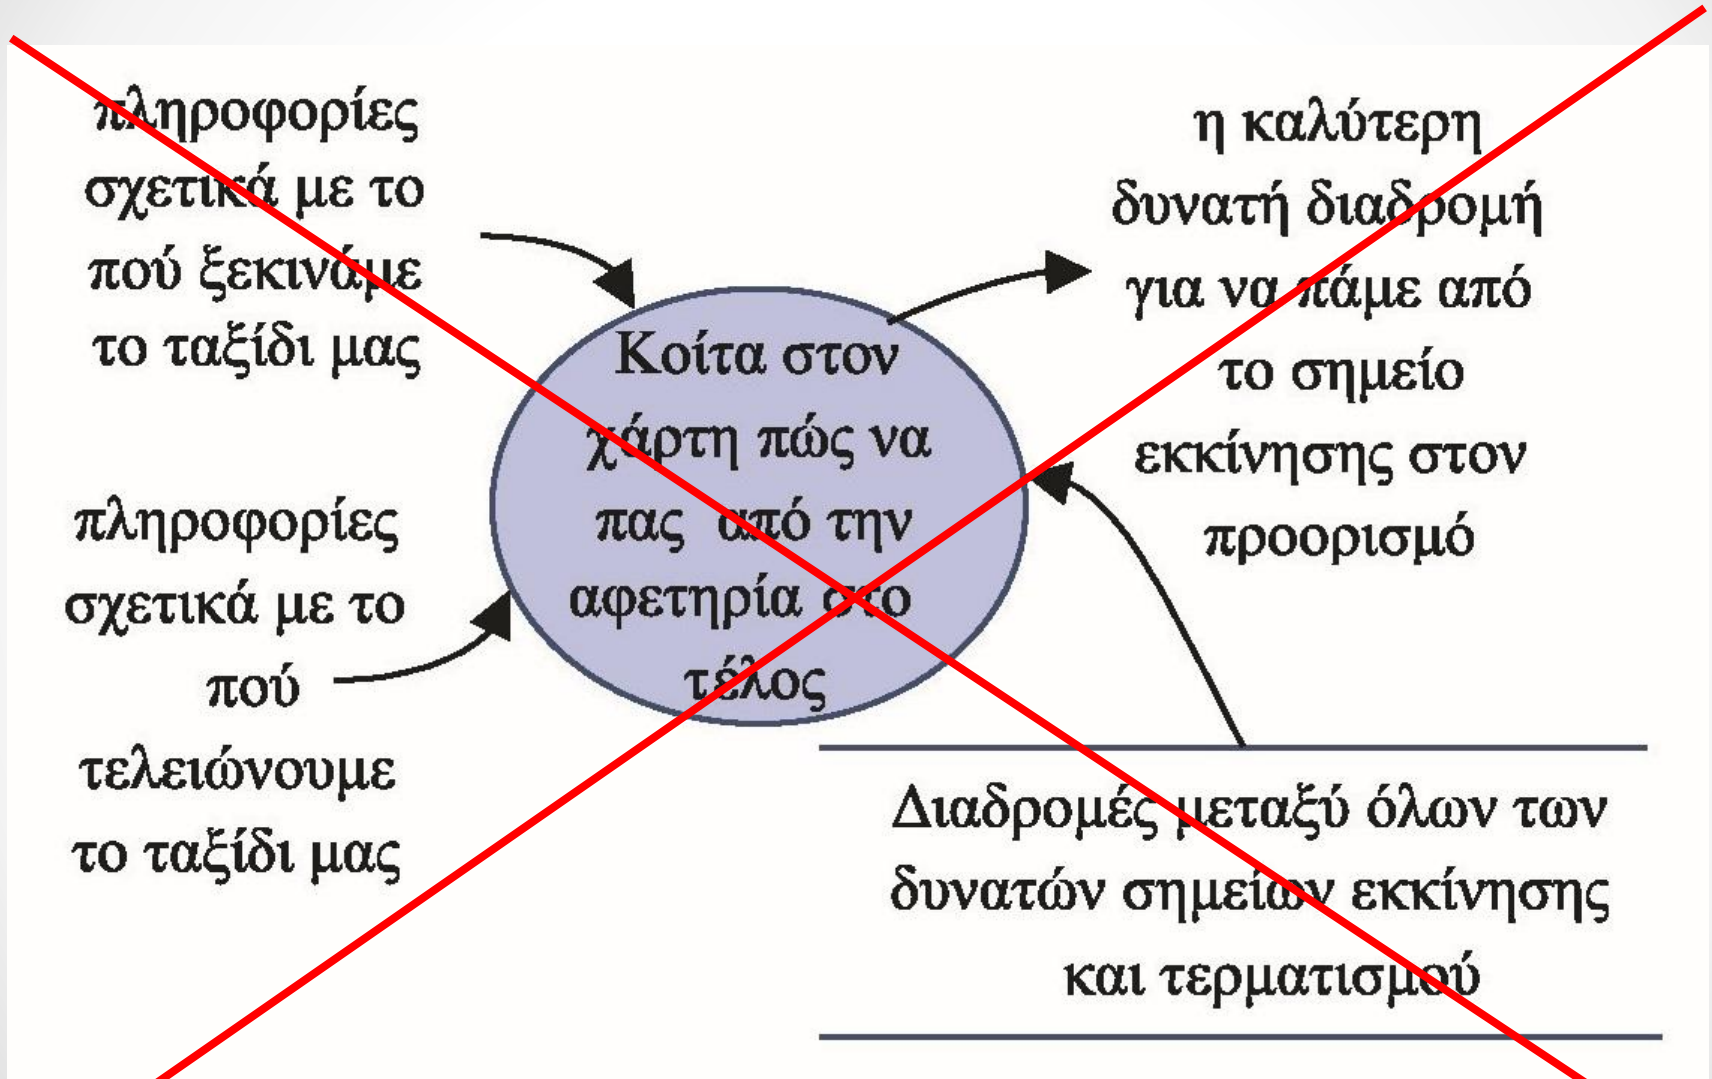 πληροφορίες
σχετικά με το
πού ξεκινάμε
το ταξίδι μας
πληροφορίες
σχετικά με το
πού
τελειώνουμε
το ταξίδι μας
Κοίτα στον
χάρτη πώς να
πας από την
αφετηρία στο
τέλος
η καλύτερη
δυνατή διαδρομή
για να πάμε από
το σημείο
εκκίνησης στον
προορισμό
Διαδρομές μεταξύ όλων των
δυνατών σημείων εκκίνησης
και τερματισμού